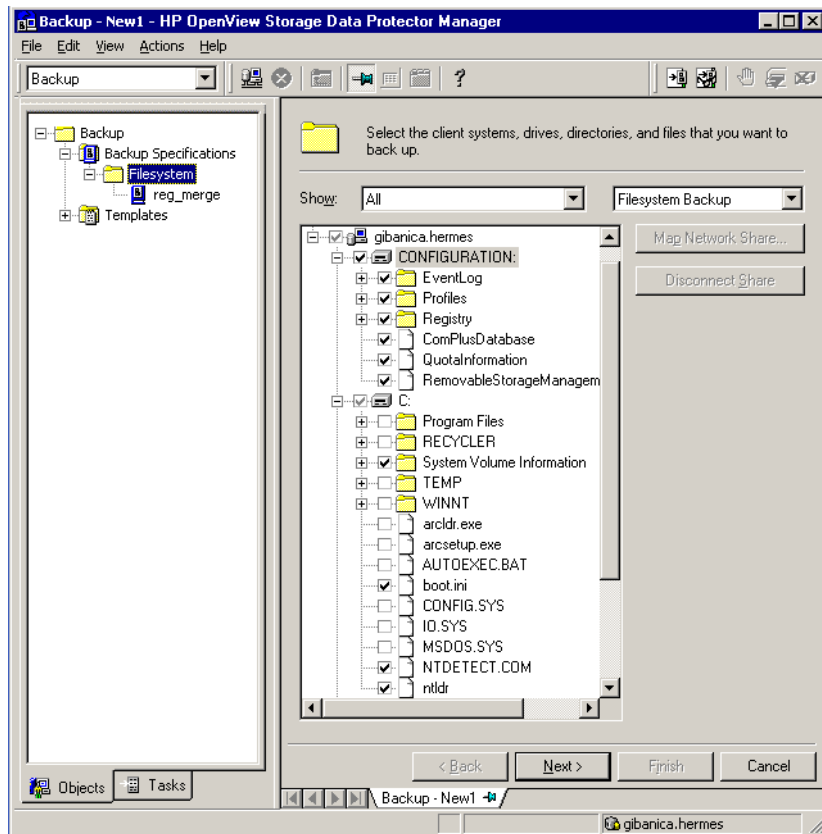 Backup - New1 - HP OpenView Storage Data Protector Manager
File Edit View Actions Help
Backup
?
Backup
Backup Specifications
Filesystem
reg_merge
Templates
Objects
Tasks
Select the client systems, drives, directories, and files that you want to
back up.
Show: All
Filesystem Backup
Map Network Share...
Disconnect Share
gibanica.hermes
CONFIGURATION:
EventLog
Profiles
Registry
ComPlusDatabase
QuotaInformation
RemovableStorageManagem
C:
Program Files
RECYCLER
System Volume Information
TEMP
WINNT
arcldr.exe
arcsetup.exe
AUTOEXEC.BAT
boot.ini
CONFIG.SYS
IO.SYS
MSDOS.SYS
NTDETECT.COM
ntldr
< Back Next > Finish Cancel
Backup - New1
gibanica.hermes